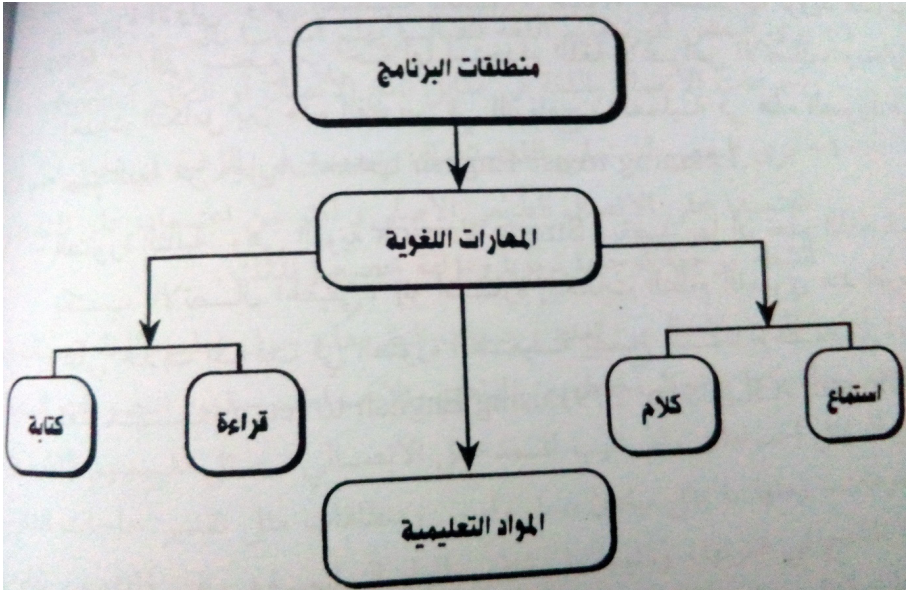 منطلقات البرنامج
المهارات اللغوية
استماع
كلام
قراءة
كتابة
المواد التعليمية